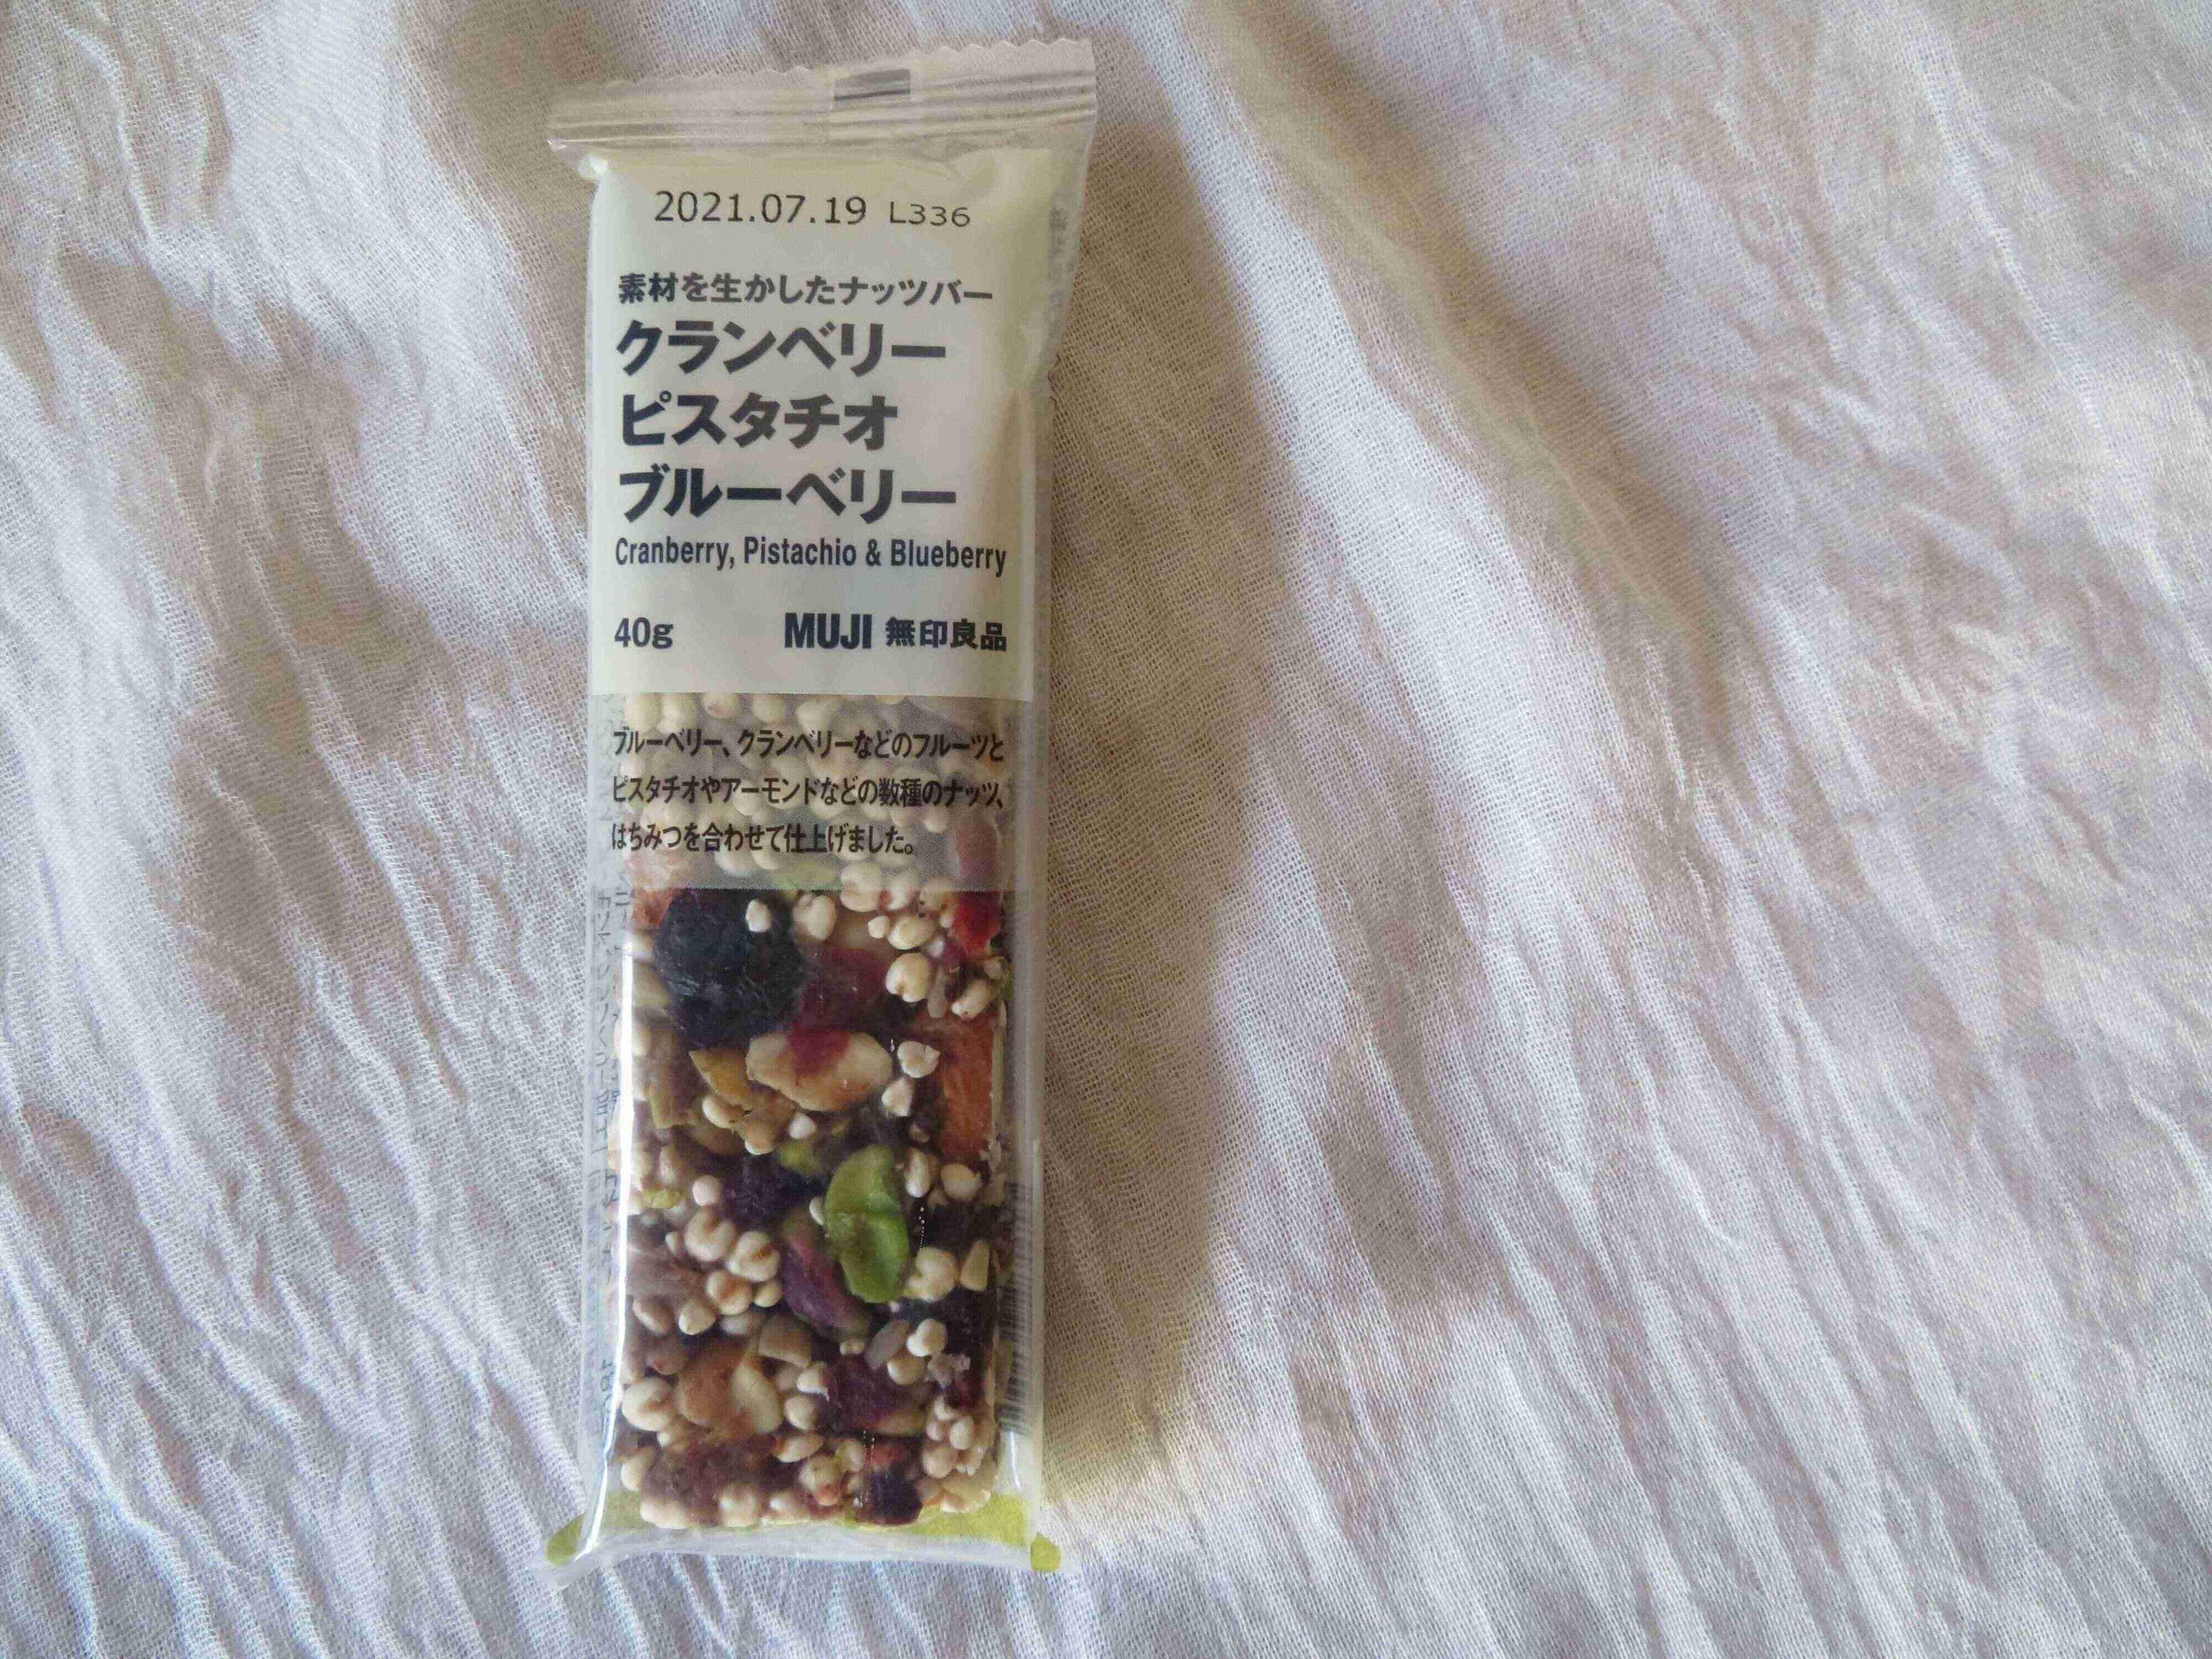 2021.07.19 L336
素材を生かしたナッツバー
クランベリー
ピスタチオ
ブルーベリー
Cranberry, Pistachio & Blueberry
40g MUJI 無印良品
ブルーベリー、クランベリーなどのフルーツと
ピスタチオやアーモンドなどの数種のナッツ、
はちみつを合わせて仕上げました。